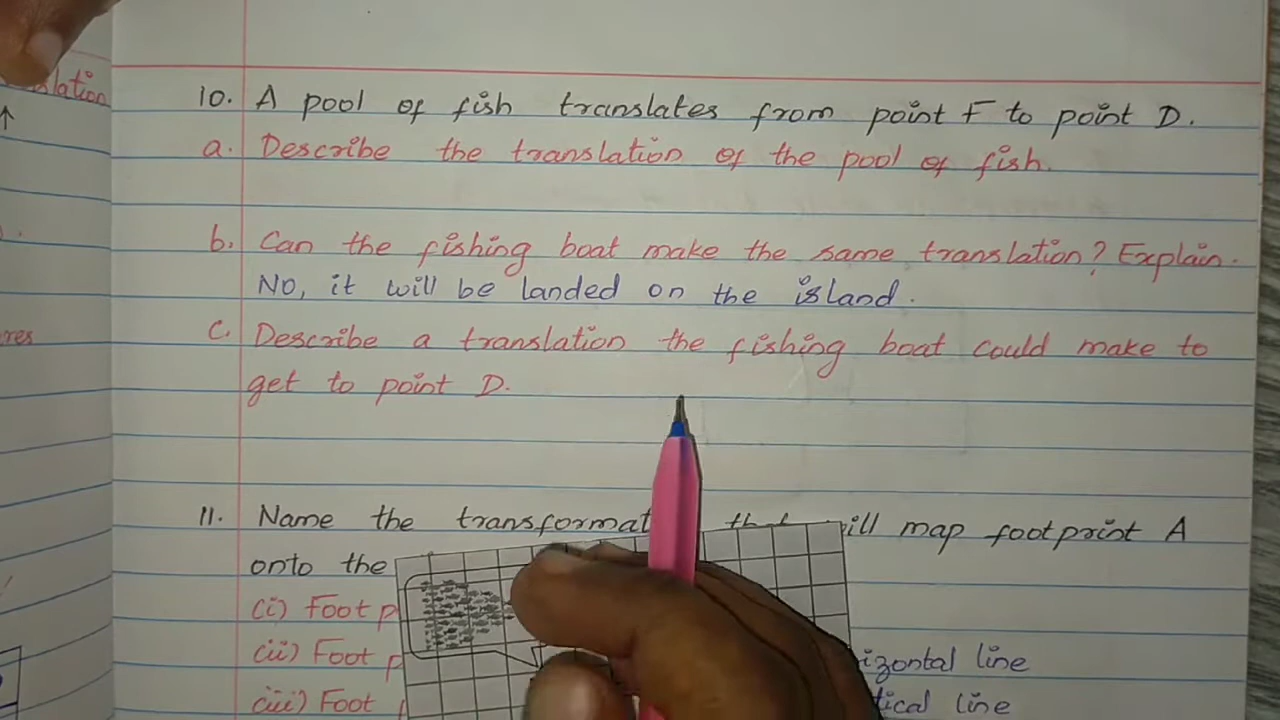 slation
10. A pool of fish translates from point F to point D.
a. Describe the translation of the pool of fish.
b. Can the fishing boat make the same translation? Explain.
No, it will be landed on the island.
res
c. Describe a translation the fishing boat could make to
get to point D.
11. Name the transformat will map footprint A
onto the
(i) Foot
(ii) Foot izontal line
(iii) Foot tical line